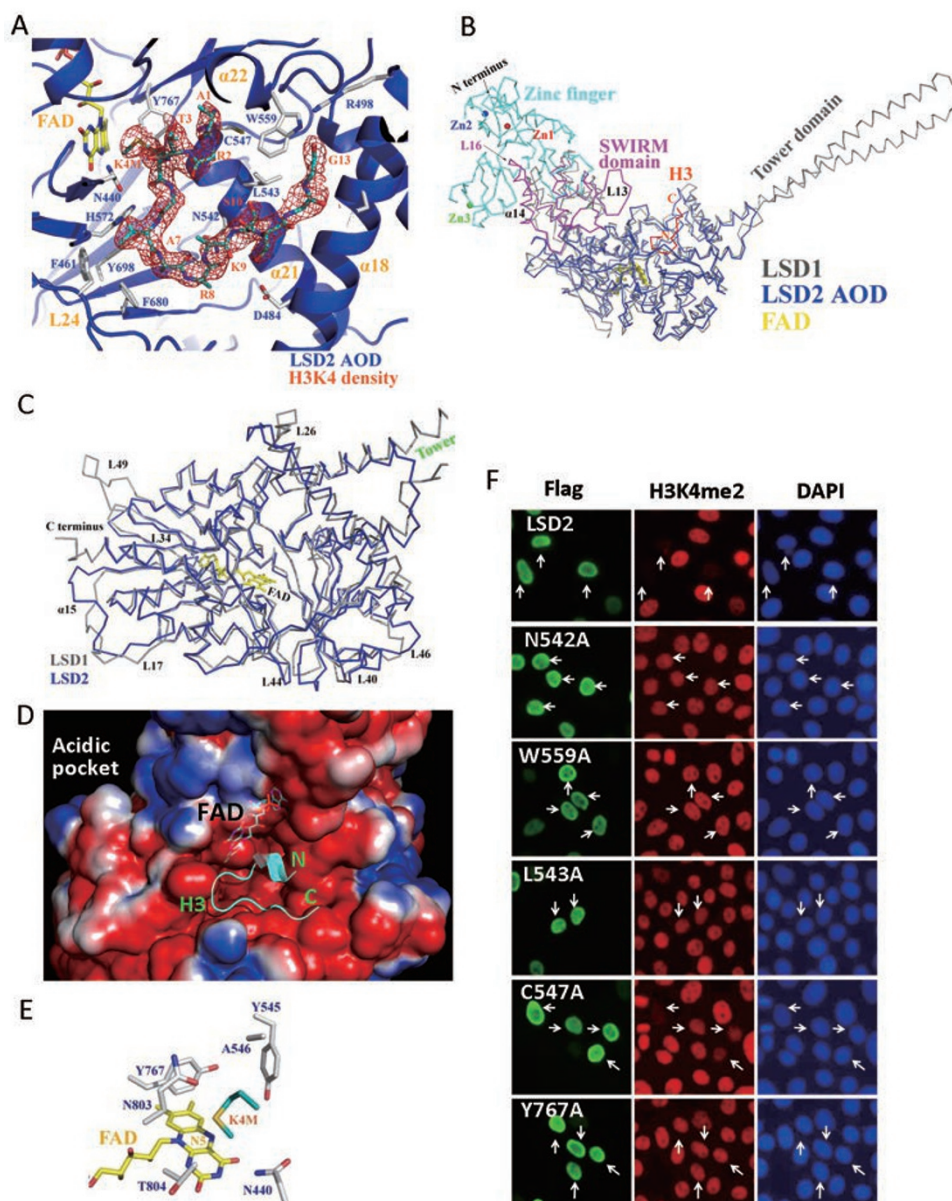 A
FAD
α22
Y767
A1
T3
W559
R498
C547
K4M
R2
G13
N440
L543
S10
H572
N542
A7
F461
Y698
K9
α21
α18
R8
L24
F680
D484
LSD2 AOD
H3K4 density
B
N terminus
Zinc finger
Zn2
Zn1
L16
SWIRM
domain
Tower domain
Zn3
L13
H3
α14
C
N
LSD1
LSD2 AOD
FAD
C
L26
Tower
L49
C terminus
L34
FAD
α15
L17
L46
LSD1
LSD2
L44
L40
D
Acidic
pocket
FAD
N
H3
C
E
Y545
A546
Y767
N803
K4M
FAD
N5
T804
N440
F
Flag H3K4me2 DAPI
LSD2
N542A
W559A
L543A
C547A
Y767A